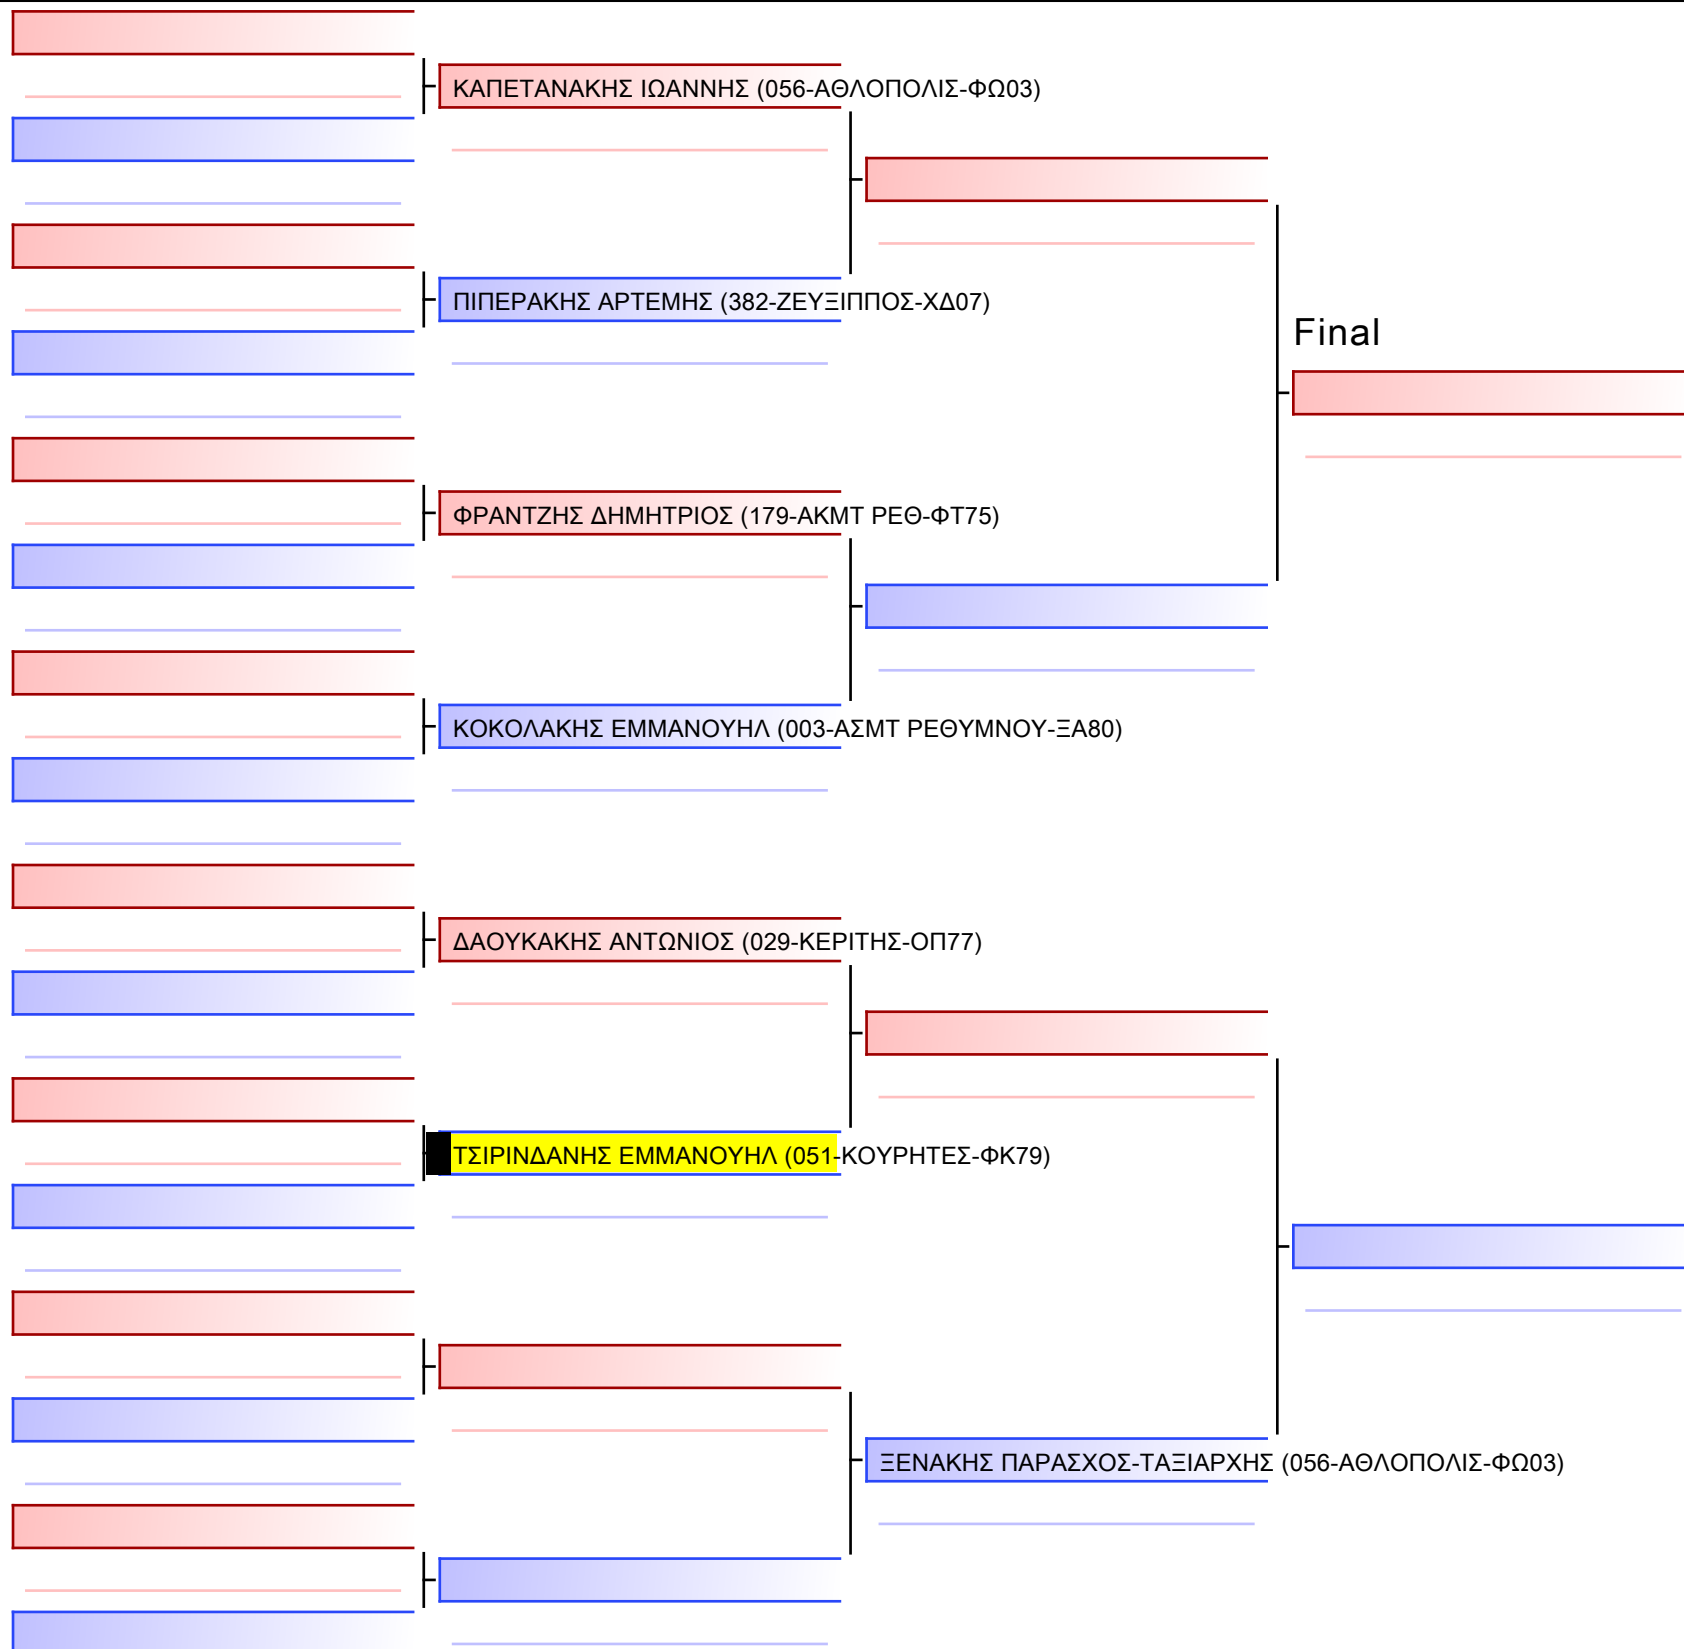 ΚΑΠΕΤΑΝΑΚΗΣ ΙΩΑΝΝΗΣ (056-ΑΘΛΟΠΟΛΙΣ-ΦΩ03)
ΠΙΠΕΡΑΚΗΣ ΑΡΤΕΜΗΣ (382-ΖΕΥΞΙΠΠΟΣ-ΧΔ07)
Final
ΦΡΑΝΤΖΗΣ ΔΗΜΗΤΡΙΟΣ (179-ΑΚΜΤ ΡΕΘ-ΦΤ75)
ΚΟΚΟΛΑΚΗΣ ΕΜΜΑΝΟΥΗΛ (003-ΑΣΜΤ ΡΕΘΥΜΝΟΥ-ΞΑ80)
ΔΑΟΥΚΑΚΗΣ ΑΝΤΩΝΙΟΣ (029-ΚΕΡΙΤΗΣ-ΟΠ77)
ΤΣΙΡΙΝΔΑΝΗΣ ΕΜΜΑΝΟΥΗΛ (051-ΚΟΥΡΗΤΕΣ-ΦΚ79)
ΞΕΝΑΚΗΣ ΠΑΡΑΣΧΟΣ-ΤΑΞΙΑΡΧΗΣ (056-ΑΘΛΟΠΟΛΙΣ-ΦΩ03)